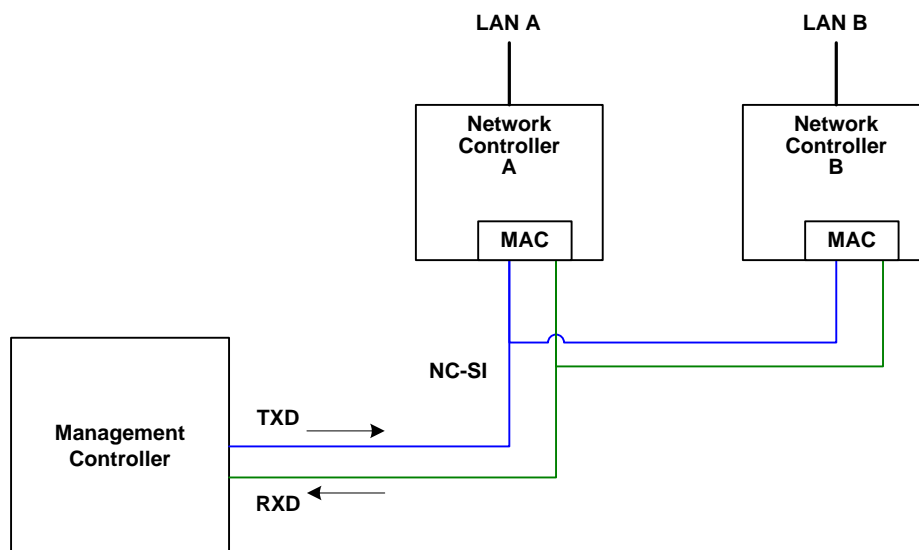 LAN A
LAN B
Network
Controller
A
Network
Controller
B
MAC
MAC
NC-SI
TXD
Management
Controller
RXD